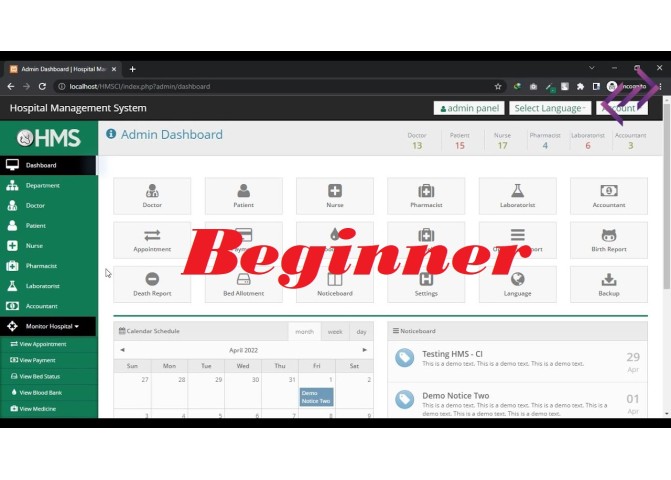 Admin Dashboard | Hospital Ma
localhost/HMSCI/index.php?admin/dashboard
Incognito
Hospital Management System
admin panel
Select Language
HMS
Admin Dashboard
Doctor Patient Nurse Pharmacist Laboratorist Accountant
13 15 17 4 6 3
Dashboard
Department
Doctor
Patient
Nurse
Pharmacist
Laboratorist
Accountant
Monitor Hospital
View Appointment
View Payment
View Bed Status
View Blood Bank
View Medicine
Doctor Patient Nurse Pharmacist Laboratorist Accountant
Appointment Birth Report
Beginner
Death Report Bed Allotment Noticeboard Settings Language Backup
Calendar Schedule
month week day
April 2022
Sun Mon Tue Wed Thu Fri Sat
27 28 29 30 31 1 2
Demo
Notice Two
3 4 5 6 7 8 9
Noticeboard
Testing HMS - CI
This is a demo text. This is a demo text.
29
Apr
Demo Notice Two
This is a demo text. This is a demo text. This is a demo text. This is a
demo text. This is a demo text.
01
Apr